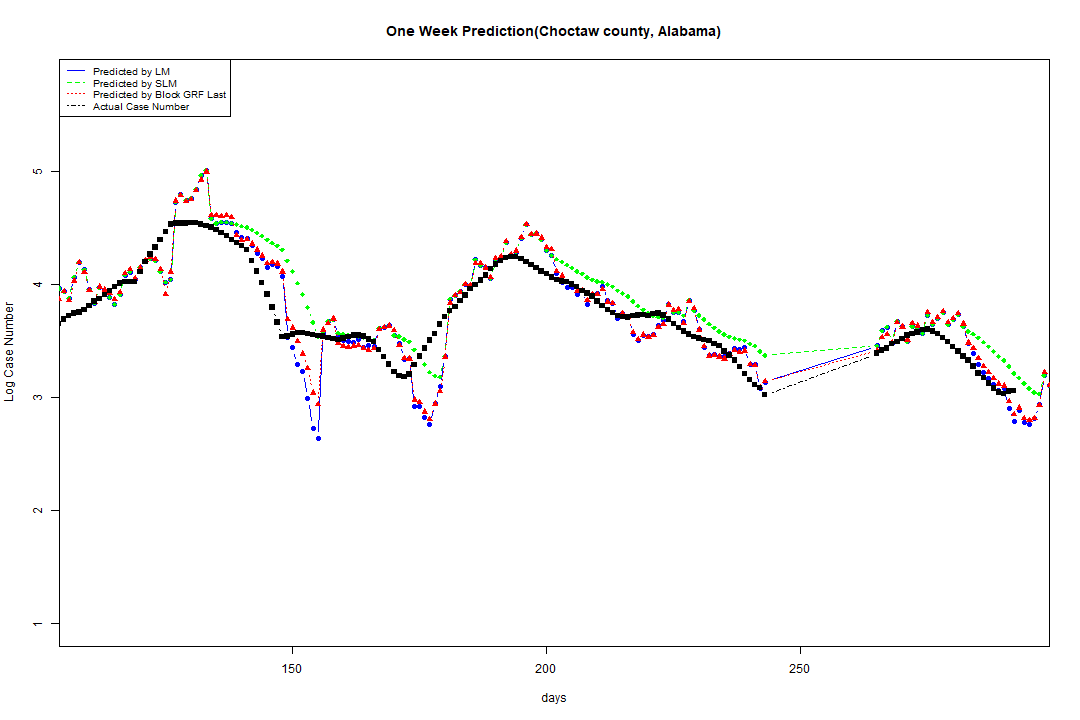 One Week Prediction(Choctaw county, Alabama)
Predicted by LM
Predicted by SLM
Predicted by Block GRF Last
Actual Case Number
Log Case Number
5
4
3
2
1
150
200
250
days